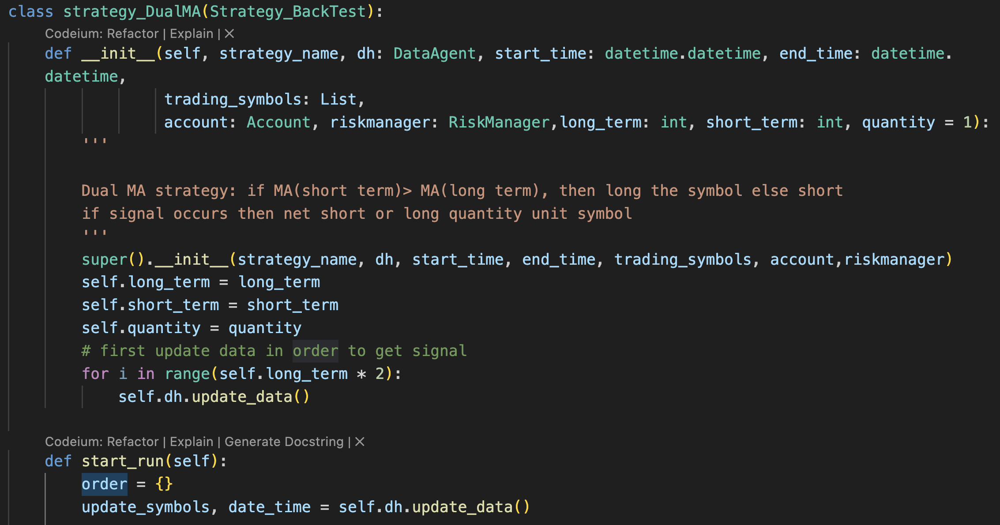 class strategy_DualMA(Strategy_BackTest):
Codeium: Refactor | Explain | ×
def __init__(self, strategy_name, dh: DataAgent, start_time: datetime.datetime, end_time: datetime.
datetime,
trading_symbols: List,
account: Account, riskmanager: RiskManager,long_term: int, short_term: int, quantity = 1):
'''
Dual MA strategy: if MA(short term)> MA(long term), then long the symbol else short
if signal occurs then net short or long quantity unit symbol
'''
super().__init__(strategy_name, dh, start_time, end_time, trading_symbols, account,riskmanager)
self.long_term = long_term
self.short_term = short_term
self.quantity = quantity
# first update data in order to get signal
for i in range(self.long_term * 2):
self.dh.update_data()
Codeium: Refactor | Explain | Generate Docstring | ×
def start_run(self):
order = {}
update_symbols, date_time = self.dh.update_data()